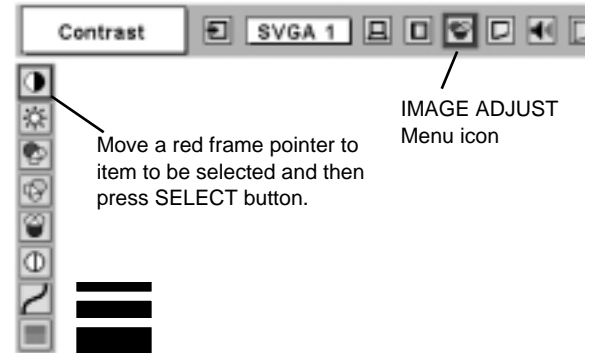 Contrast
SVGA 1
IMAGE ADJUST
Menu icon
Move a red frame pointer to
item to be selected and then
press SELECT button.